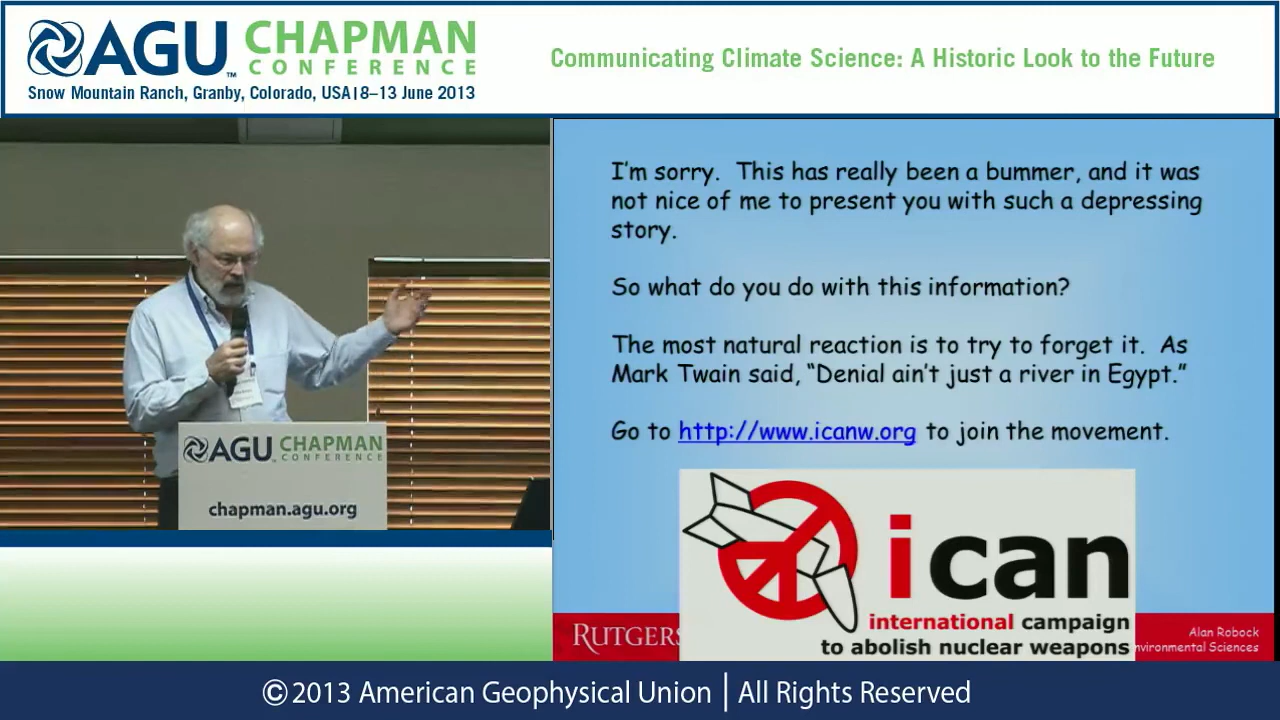 AGU CHAPMAN
CONFERENCE
Snow Mountain Ranch, Granby, Colorado, USA|8–13 June 2013
Communicating Climate Science: A Historic Look to the Future
I'm sorry. This has really been a bummer, and it was
not nice of me to present you with such a depressing
story.
So what do you do with this information?
The most natural reaction is to try to forget it. As
Mark Twain said, “Denial ain't just a river in Egypt.”
Go to http://www.icanw.org to join the movement.
ican
international campaign
to abolish nuclear weapons
RUTGERS
Alan Robock
nvironmental Sciences
AGU CHAPMAN
CONFERENCE
chapman.agu.org
©2013 American Geophysical Union | All Rights Reserved